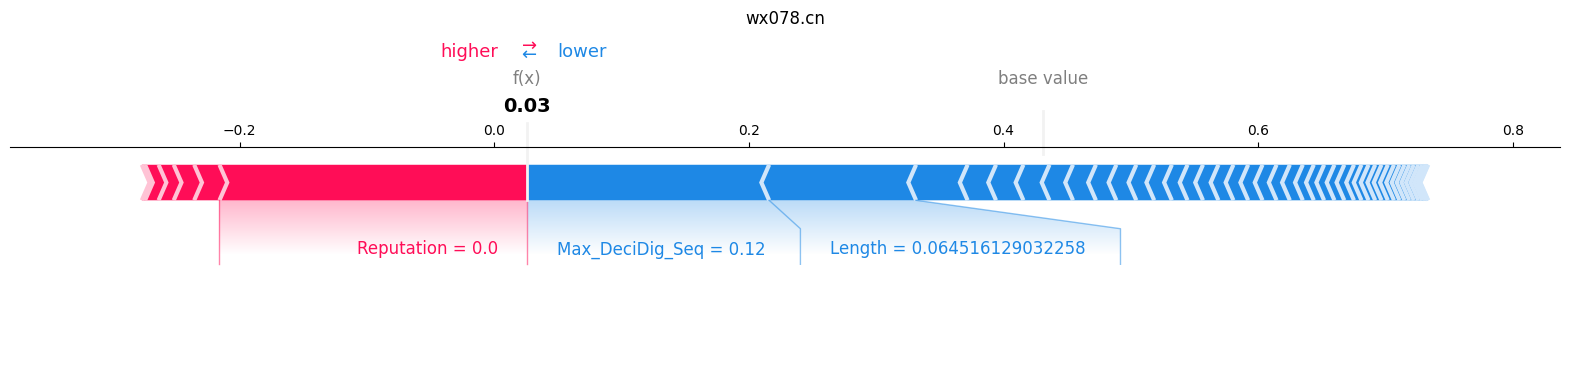 wx078.cn
higher ⇄ lower
f(x) base value
0.03
−0.2 0.0 0.2 0.4 0.6 0.8
Reputation = 0.0 Max_DeciDig_Seq = 0.12 Length = 0.064516129032258